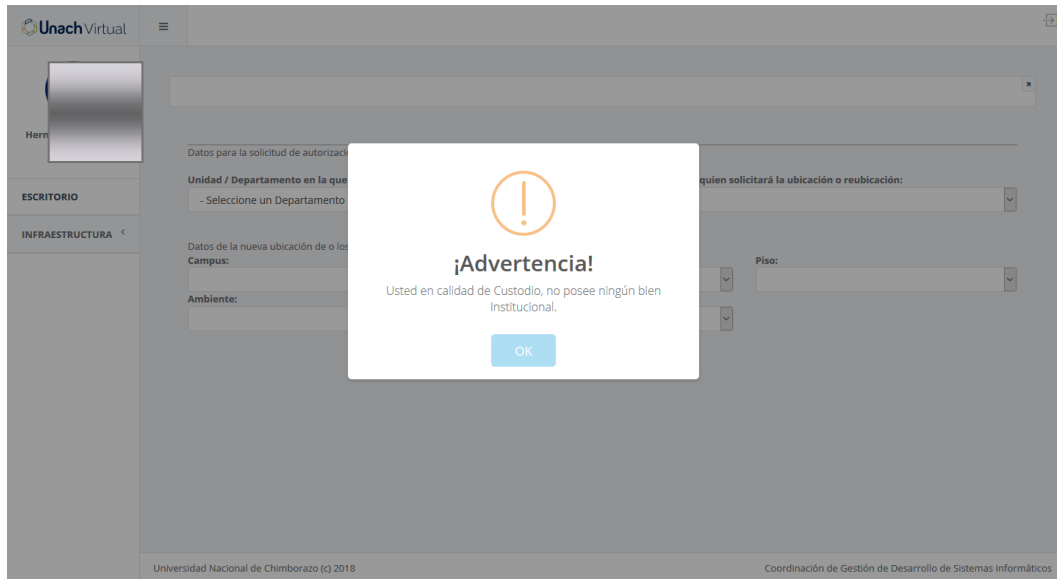 Unach Virtual
Hern
ESCRITORIO
INFRAESTRUCTURA
Datos para la solicitud de autorizaci
Unidad / Departamento en la que
quien solicitará la ubicación o reubicación:
- Seleccione un Departamento
Datos de la nueva ubicación de o los
Campus:
Piso:
Ambiente:
¡Advertencia!
Usted en calidad de Custodio, no posee ningún bien
Institucional.
OK
Universidad Nacional de Chimborazo (c) 2018
Coordinación de Gestión de Desarrollo de Sistemas Informáticos